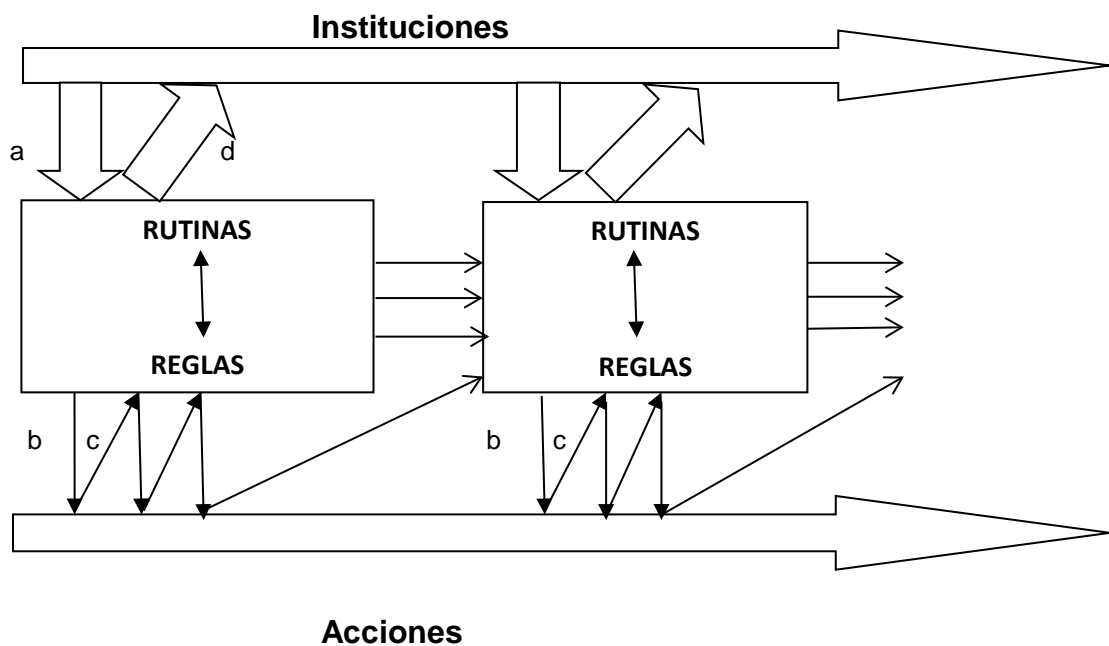 Instituciones
a
d
RUTINAS
RUTINAS
REGLAS
REGLAS
b
c
b
c
Acciones